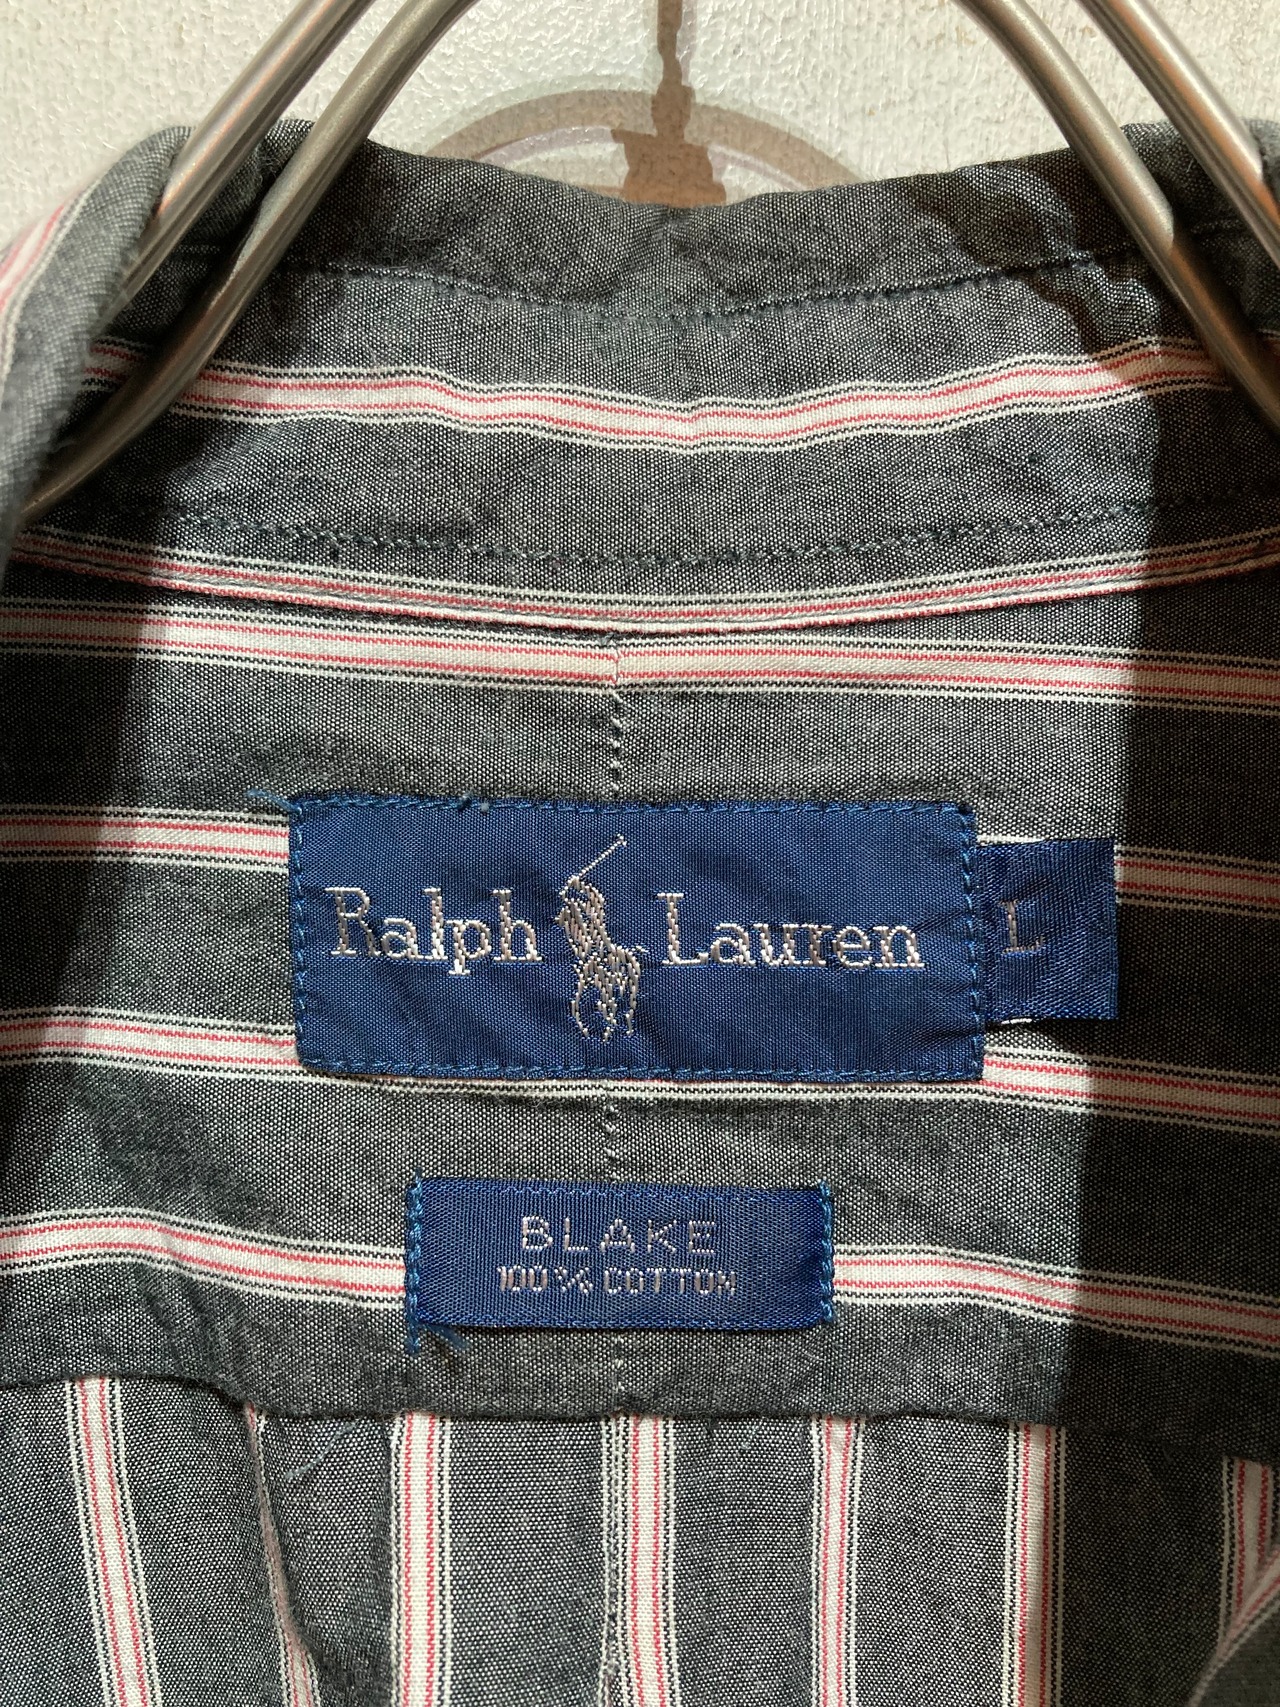 Ralph Lauren
L
BLAKE
100% COTTON